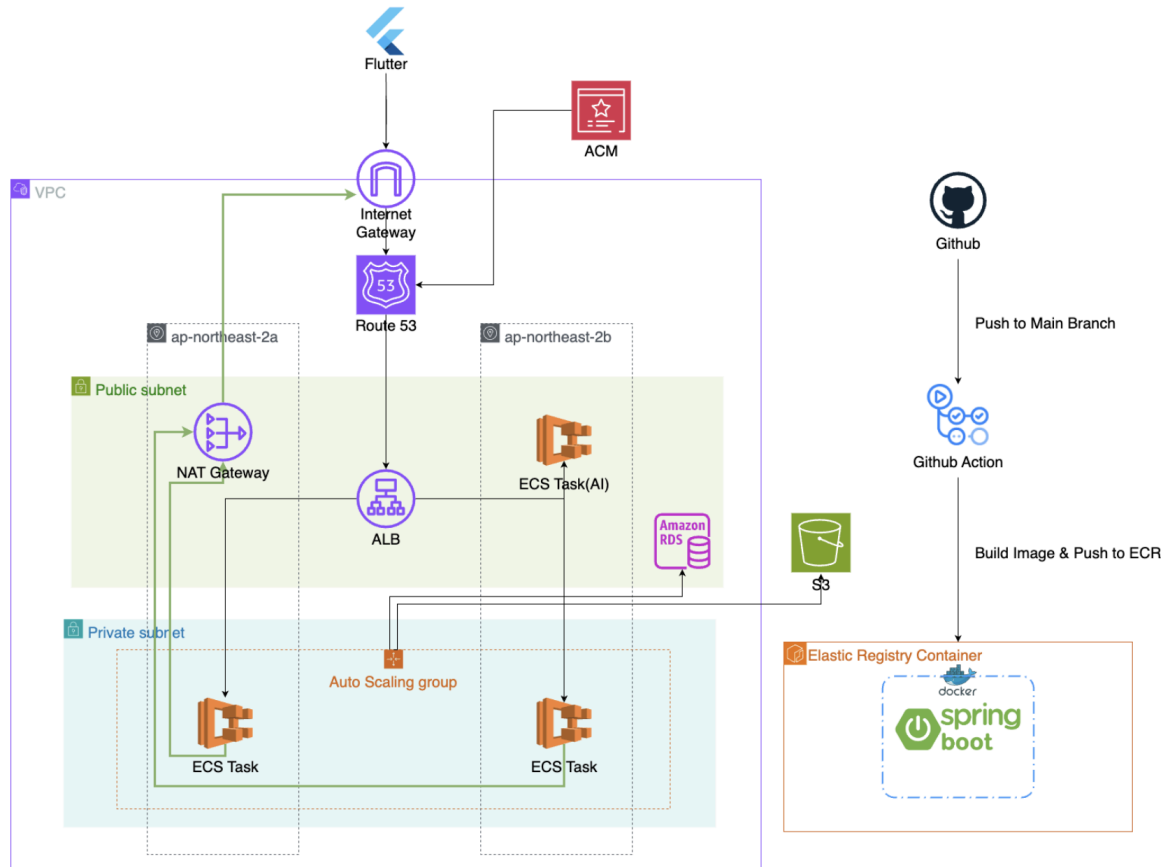 Flutter
ACM
VPC
Internet
Gateway
Github
53
Route 53
Push to Main Branch
ap-northeast-2a
ap-northeast-2b
Public subnet
NAT Gateway
ECS Task(AI)
Github Action
ALB
Amazon
RDS
S3
Build Image & Push to ECR
Private subnet
Auto Scaling group
Elastic Registry Container
docker
spring
boot
ECS Task
ECS Task